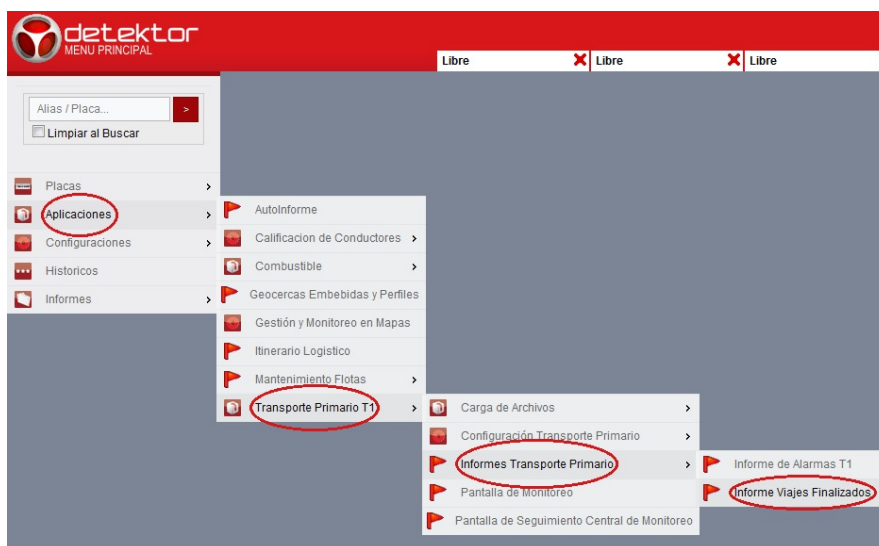 detektor
MENU PRINCIPAL
Libre
Libre
Libre
Alias / Placa...
>
Limpiar al Buscar
Placas
Aplicaciones
Configuraciones
Historicos
Informes
AutoInforme
Calificacion de Conductores
Combustible
Geocercas Embebidas y Perfiles
Gestión y Monitoreo en Mapas
Itinerario Logistico
Mantenimiento Flotas
Transporte Primario T1
Carga de Archivos
Configuración Transporte Primario
Informes Transporte Primario
Pantalla de Monitoreo
Pantalla de Seguimiento Central de Monitoreo
Informe de Alarmas T1
Informe Viajes Finalizados